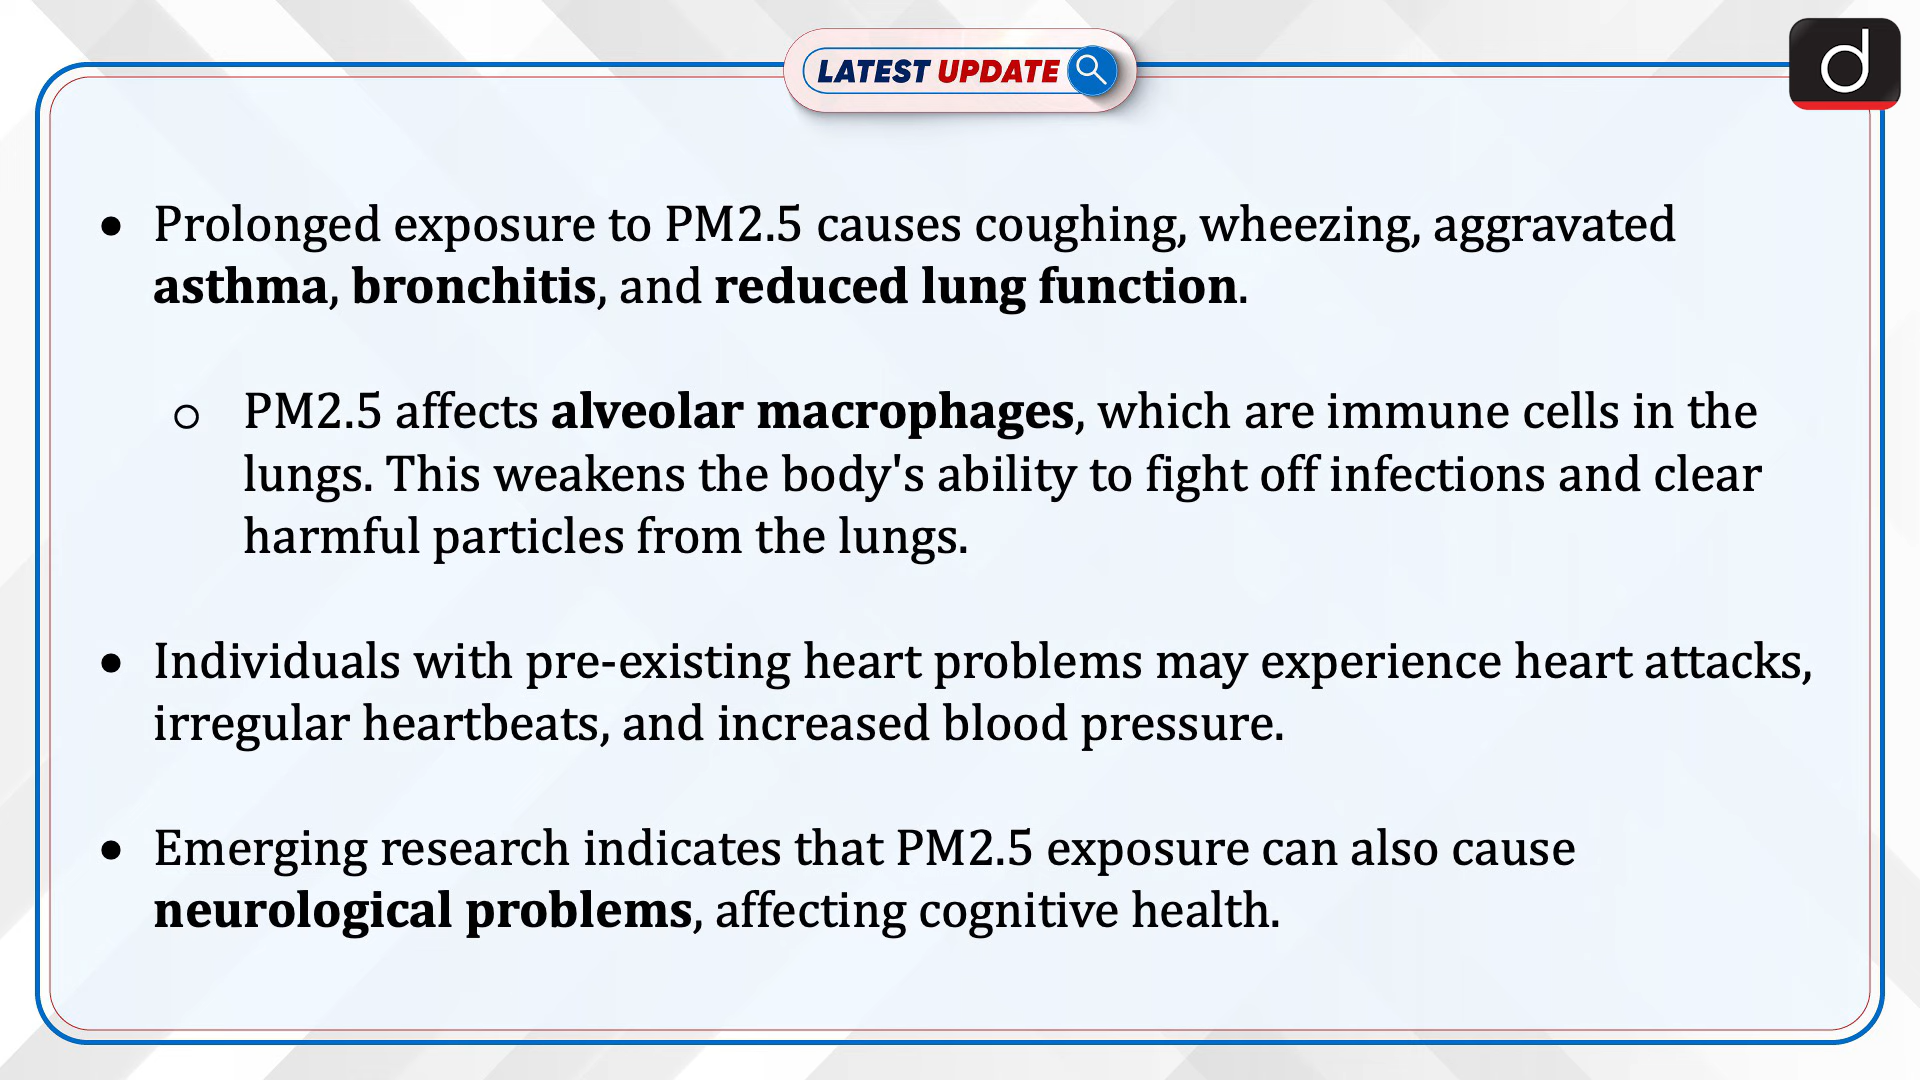 LATEST UPDATE
d
• Prolonged exposure to PM2.5 causes coughing, wheezing, aggravated
asthma, bronchitis, and reduced lung function.
○ PM2.5 affects alveolar macrophages, which are immune cells in the
lungs. This weakens the body's ability to fight off infections and clear
harmful particles from the lungs.
• Individuals with pre-existing heart problems may experience heart attacks,
irregular heartbeats, and increased blood pressure.
• Emerging research indicates that PM2.5 exposure can also cause
neurological problems, affecting cognitive health.